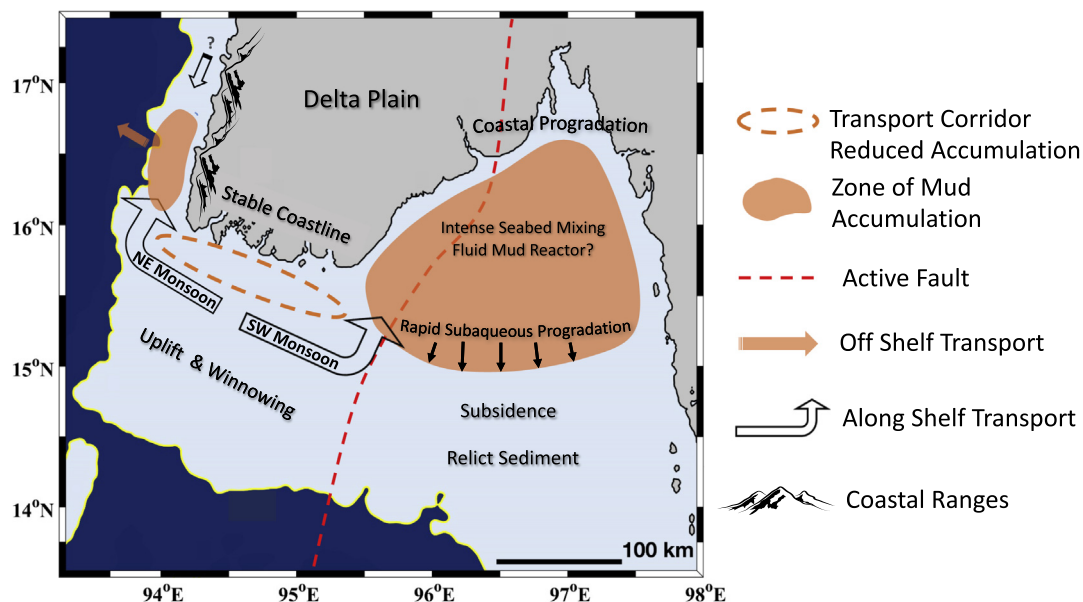 ?
17°N
Delta Plain
Coastal Progradation
Stable Coastline
16°N
Intense Seabed Mixing
Fluid Mud Reactor?
NE Monsoon
SW Monsoon
Rapid Subaqueous Progradation
15°N
Uplift & Winnowing
Subsidence
Relict Sediment
14°N
100 km
94°E
95°E
96°E
97°E
98°E
Transport Corridor
Reduced Accumulation
Zone of Mud
Accumulation
Active Fault
Off Shelf Transport
Along Shelf Transport
Coastal Ranges